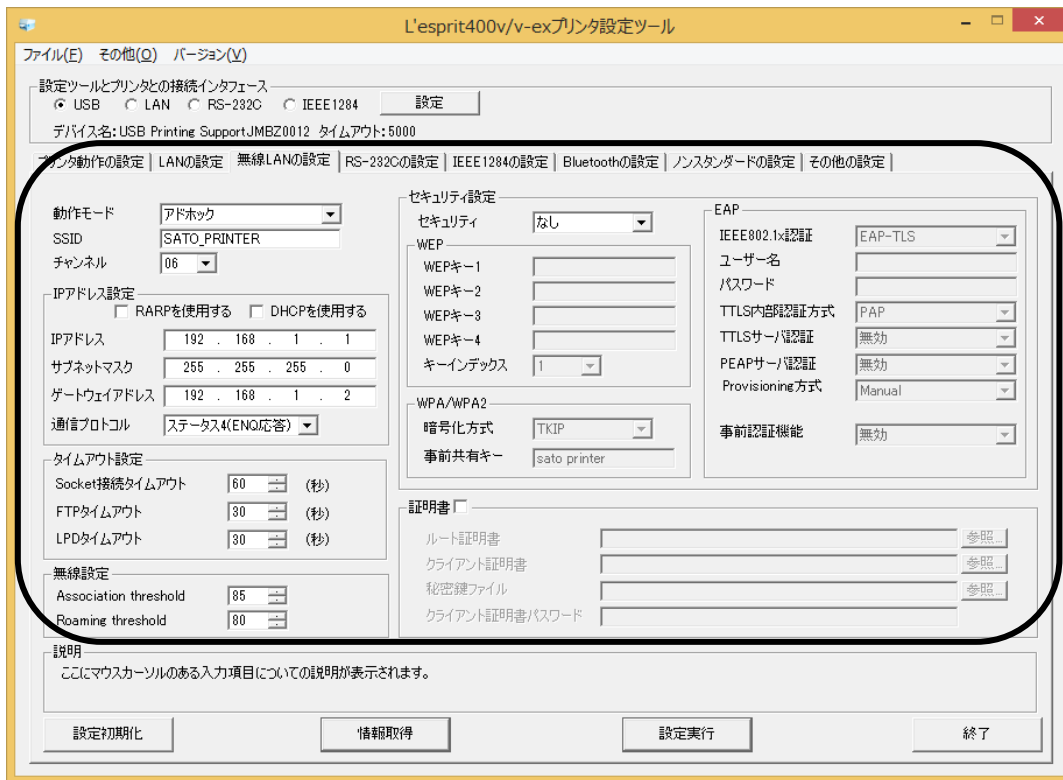 L'esprit400v/v-exプリンタ設定ツール
ファイル(F) その他(O) バージョン(V)
設定ツールとプリンタとの接続インタフェース
USB LAN RS-232C IEEE1284 設定
デバイス名:USB Printing SupportJMBZ0012 タイムアウト:5000
プリンタ動作の設定 LANの設定 無線LANの設定 RS-232Cの設定 IEEE1284の設定 Bluetoothの設定 ノンスタンダードの設定 その他の設定
動作モード アドホック
SSID SATO_PRINTER
チャンネル 06
IPアドレス設定
RARPを使用する DHCPを使用する
IPアドレス 192 . 168 . 1 . 1
サブネットマスク 255 . 255 . 255 . 0
ゲートウェイアドレス 192 . 168 . 1 . 2
通信プロトコル ステータス4(ENQ応答)
タイムアウト設定
Socket接続タイムアウト 60 (秒)
FTPタイムアウト 30 (秒)
LPDタイムアウト 30 (秒)
無線設定
Association threshold 85
Roaming threshold 80
セキュリティ設定
セキュリティ なし
WEP
WEPキー1
WEPキー2
WEPキー3
WEPキー4
キーインデックス 1
WPA/WPA2
暗号化方式 TKIP
事前共有キー sato printer
EAP
IEEE802.1x認証 EAP-TLS
ユーザー名
パスワード
TTLS内部認証方式 PAP
TTLSサーバ認証 無効
PEAPサーバ認証 無効
Provisioning方式 Manual
事前認証機能 無効
証明書
ルート証明書 参照...
クライアント証明書 参照...
秘密鍵ファイル 参照...
クライアント証明書パスワード
説明
ここにマウスカーソルのある入力項目についての説明が表示されます。
設定初期化 情報取得 設定実行 終了